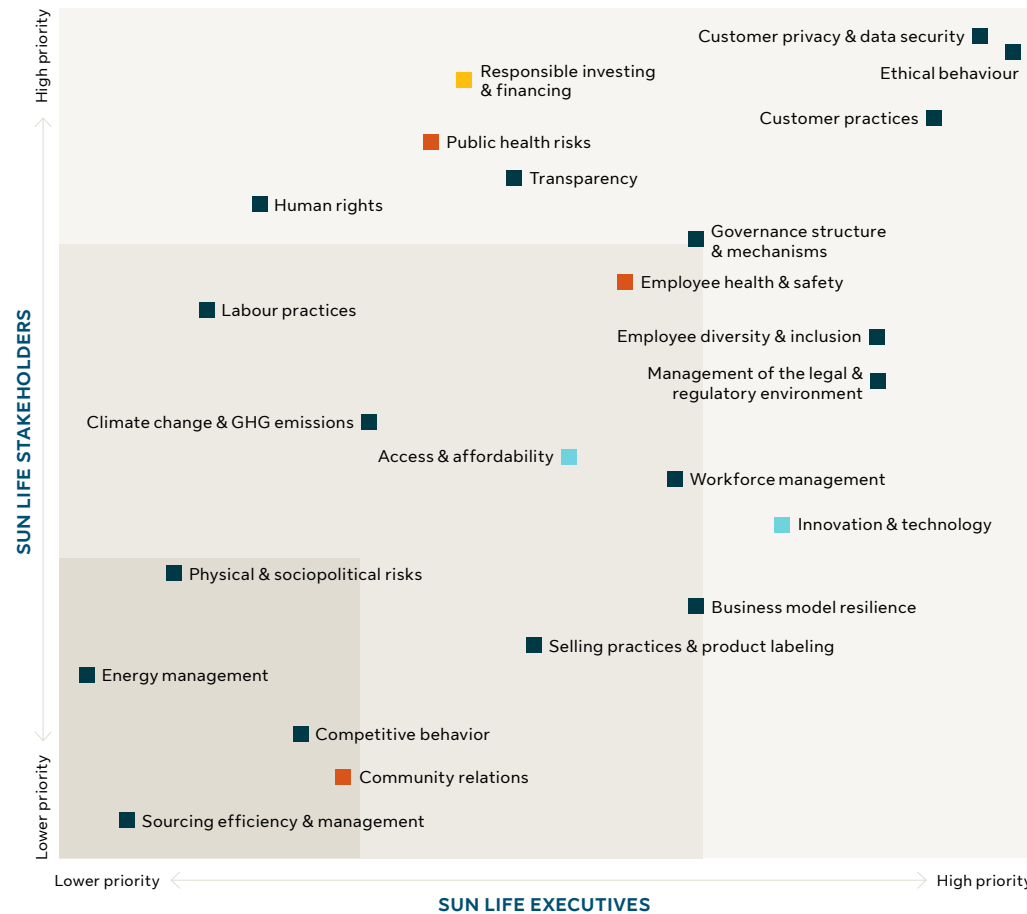 High priority
Customer privacy & data security
Ethical behaviour
Responsible investing
& financing
Customer practices
Public health risks
Transparency
Human rights
Governance structure
& mechanisms
Employee health & safety
Labour practices
Employee diversity & inclusion
Management of the legal &
regulatory environment
Climate change & GHG emissions
Access & affordability
Workforce management
Innovation & technology
SUN LIFE STAKEHOLDERS
Physical & sociopolitical risks
Business model resilience
Selling practices & product labeling
Energy management
Competitive behavior
Community relations
Sourcing efficiency & management
Lower priority
Lower priority
High priority
SUN LIFE EXECUTIVES